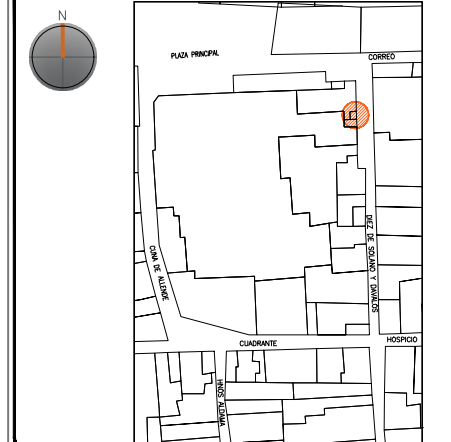 N
PLAZA PRINCIPAL
CORREO
DIEZ DE SOLANO Y DAVALOS
CUNA DE ALLENDE
CUADRANTE
HOSPICIO
HNOS ALDAMA